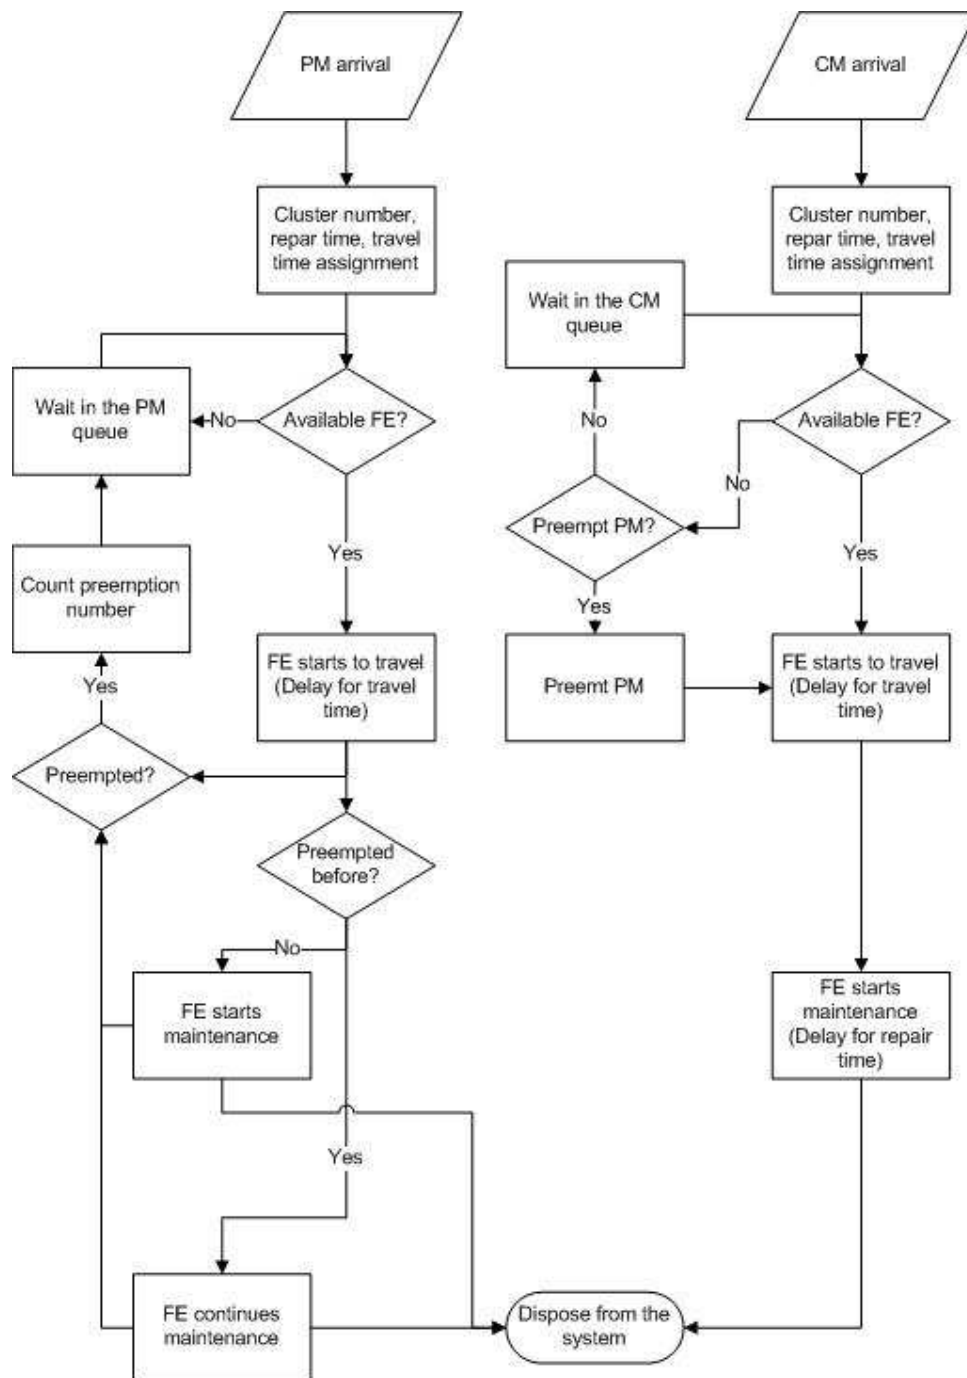 PM arrival
CM arrival
Cluster number,
repar time, travel
time assignment
Cluster number,
repar time, travel
time assignment
Wait in the CM
queue
Wait in the PM
queue
No
Available FE?
No
Available FE?
No
Preempt PM?
Yes
Yes
Count preemption
number
Yes
FE starts to travel
(Delay for travel
time)
Preemt PM
FE starts to travel
(Delay for travel
time)
Yes
Preempted?
Preempted
before?
No
FE starts
maintenance
FE starts
maintenance
(Delay for repair
time)
Yes
FE continues
maintenance
Dispose from the
system